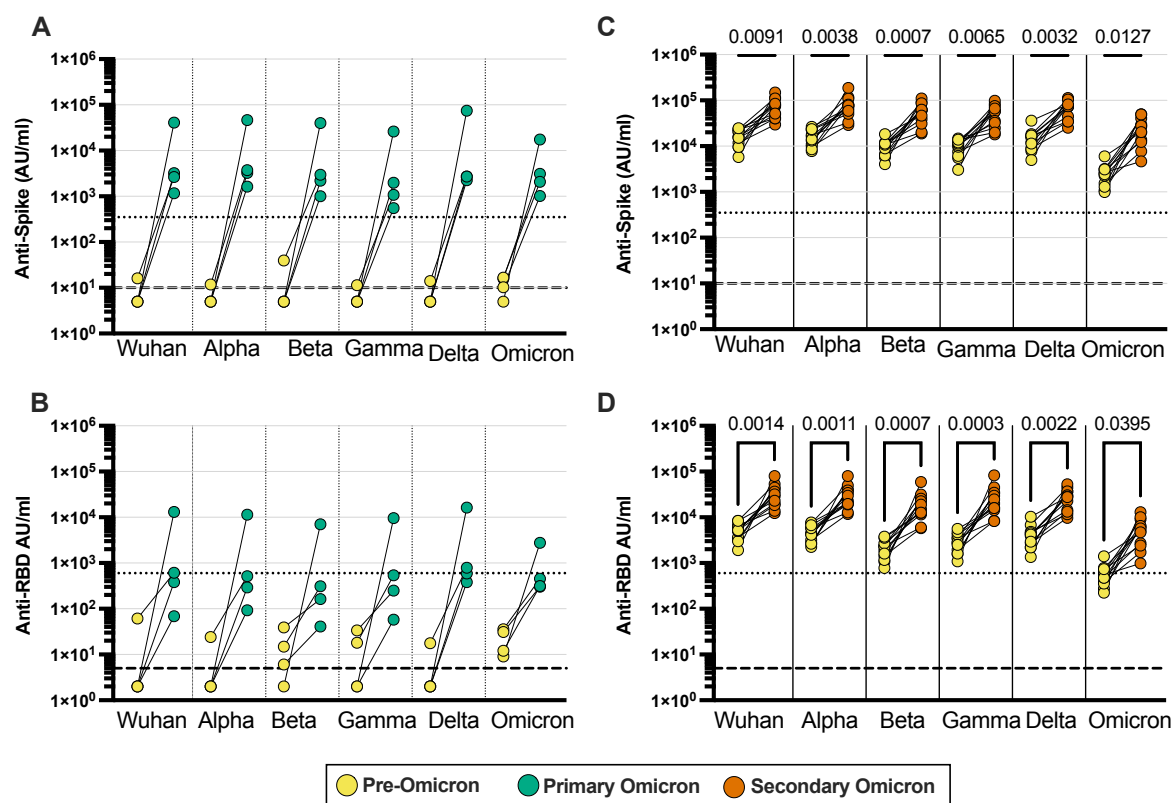 A
1×10⁶
1×10⁵
1×10⁴
1×10³
1×10²
1×10¹
1×10⁰
Anti-Spike (AU/ml)
Wuhan Alpha Beta Gamma Delta Omicron
C
0.0091 0.0038 0.0007 0.0065 0.0032 0.0127
1×10⁶
1×10⁵
1×10⁴
1×10³
1×10²
1×10¹
1×10⁰
Anti-Spike (AU/ml)
Wuhan Alpha Beta Gamma Delta Omicron
B
1×10⁶
1×10⁵
1×10⁴
1×10³
1×10²
1×10¹
1×10⁰
Anti-RBD AU/ml
Wuhan Alpha Beta Gamma Delta Omicron
D
0.0014 0.0011 0.0007 0.0003 0.0022 0.0395
1×10⁶
1×10⁵
1×10⁴
1×10³
1×10²
1×10¹
1×10⁰
Anti-RBD AU/ml
Wuhan Alpha Beta Gamma Delta Omicron
Pre-Omicron Primary Omicron Secondary Omicron